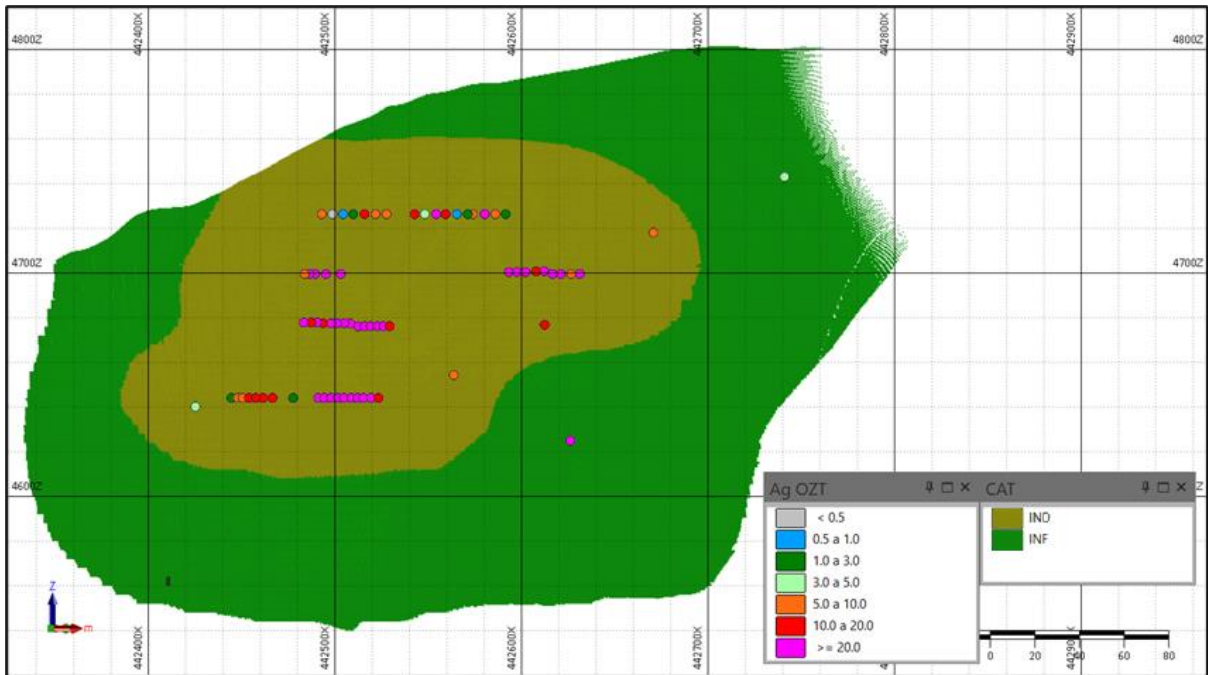 442400X
442500X
442600X
442700X
442800X
442900X
4800Z
4800Z
4700Z
4700Z
4600Z
Z
Ag OZT
< 0.5
0.5 a 1.0
1.0 a 3.0
3.0 a 5.0
5.0 a 10.0
10.0 a 20.0
>= 20.0
CAT
IND
INF
Z
E
0 20 40 60 80
442400X
442500X
442600X
442700X